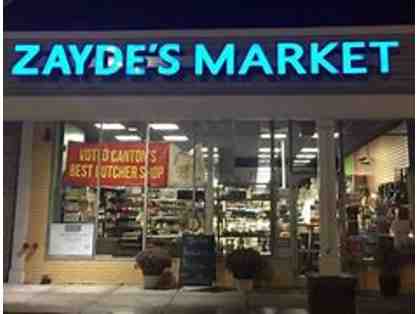 ZAYDE'S MARKET
VOTED CANTON'S
BEST BUTCHER SHOP